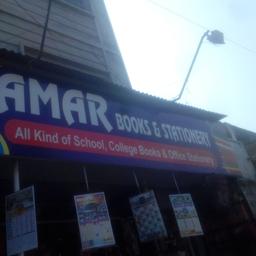 AMAR BOOKS & STATIONERY
All Kind of School, College Books & Office Stationery